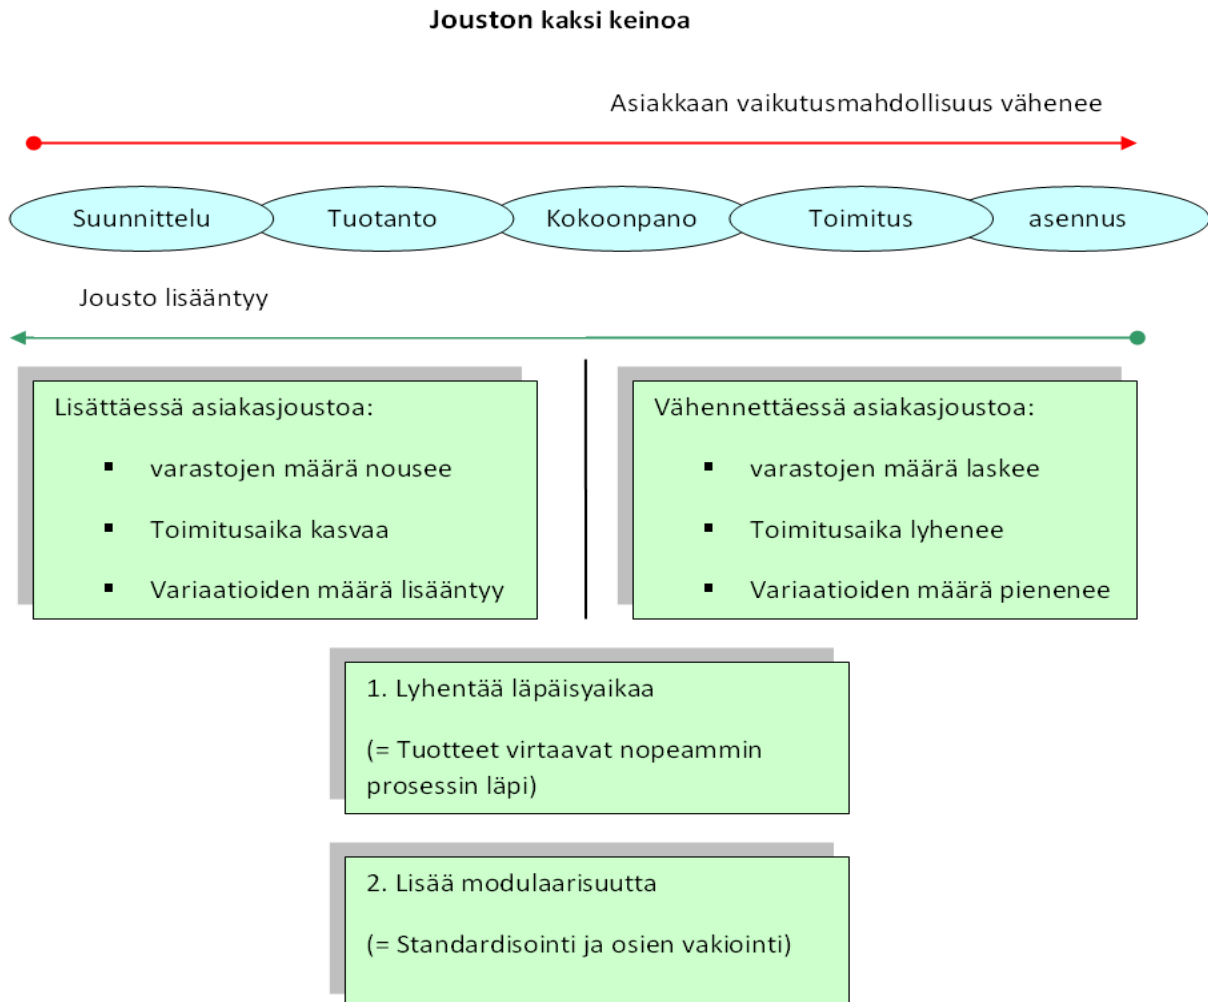 Jouston kaksi keinoa
Asiakkaan vaikutusmahdollisuus vähenee
Suunnittelu
Tuotanto
Kokoonpano
Toimitus
asennus
Jousto lisääntyy
Lisättäessä asiakasjoustoa:
▪ varastojen määrä nousee
▪ Toimitusaika kasvaa
▪ Variaatioiden määrä lisääntyy
Vähennettäessä asiakasjoustoa:
▪ varastojen määrä laskee
▪ Toimitusaika lyhenee
▪ Variaatioiden määrä pienenee
1. Lyhentää läpäisyaikaa
(= Tuotteet virtaavat nopeammin
prosessin läpi)
2. Lisää modulaarisuutta
(= Standardisointi ja osien vakiointi)